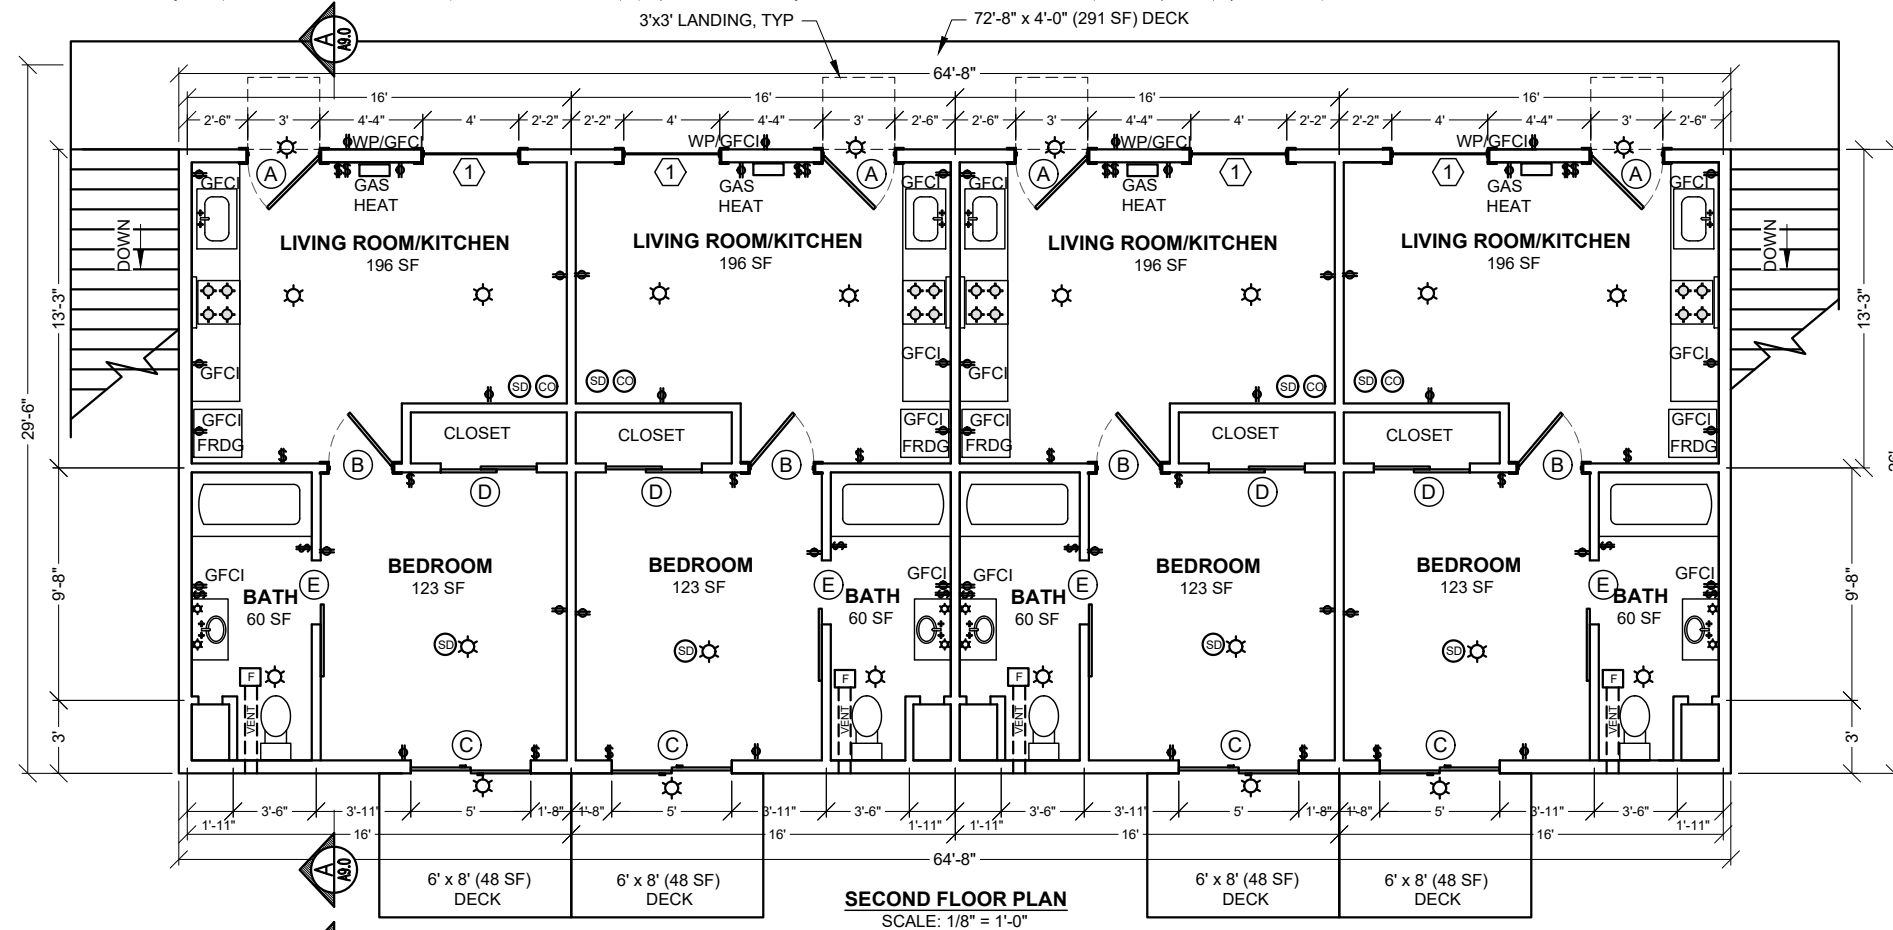 3'x3' LANDING, TYP
72'-8" x 4'-0" (291 SF) DECK
A
A9.0
64'-8"
16' 16' 16' 16'
2'-6" 3' 4'-4" 4' 2'-2" 2'-2" 4' 4'-4" 3' 2'-6" 2'-6" 3' 4'-4" 4' 2'-2" 2'-2" 4' 4'-4" 3' 2'-6"
WP/GFCI WP/GFCI WP/GFCI WP/GFCI
A 1 1 A A 1 1 A
GFCI $$ $$ GFCI GFCI $$ $$ GFCI
GAS GAS GAS GAS
HEAT HEAT HEAT HEAT
DOWN DOWN
LIVING ROOM/KITCHEN LIVING ROOM/KITCHEN LIVING ROOM/KITCHEN LIVING ROOM/KITCHEN
196 SF 196 SF 196 SF 196 SF
29'-6" 13'-3" 13'-3"
GFCI GFCI GFCI GFCI
SD CO SD CO SD CO SD CO
GFCI GFCI GFCI GFCI
FRDG FRDG FRDG FRDG
CLOSET CLOSET CLOSET CLOSET
$ $ $ $
B B B B
$ $ $ $
D D D D
$ $ $ $
BEDROOM BEDROOM BEDROOM BEDROOM
123 SF 123 SF 123 SF 123 SF
9'-8" 9'-8"
GFCI E E GFCI GFCI E E GFCI
$$ $$ $$ $$
BATH BATH BATH BATH
60 SF 60 SF 60 SF 60 SF
SD SD SD SD
F F F F
VENT VENT VENT VENT
3' 3'
C $ $ C C $ $ C
3'-6" 3'-11" 5' 1'-8" 1'-8" 5' 3'-11" 3'-6" 3'-6" 3'-11" 5' 1'-8" 1'-8" 5' 3'-11" 3'-6"
1'-11" 1'-11" 1'-11" 1'-11"
16' 16' 16' 16'
64'-8"
A
A9.0
6' x 8' (48 SF) 6' x 8' (48 SF) 6' x 8' (48 SF) 6' x 8' (48 SF)
DECK DECK DECK DECK
SECOND FLOOR PLAN
SCALE: 1/8" = 1'-0"